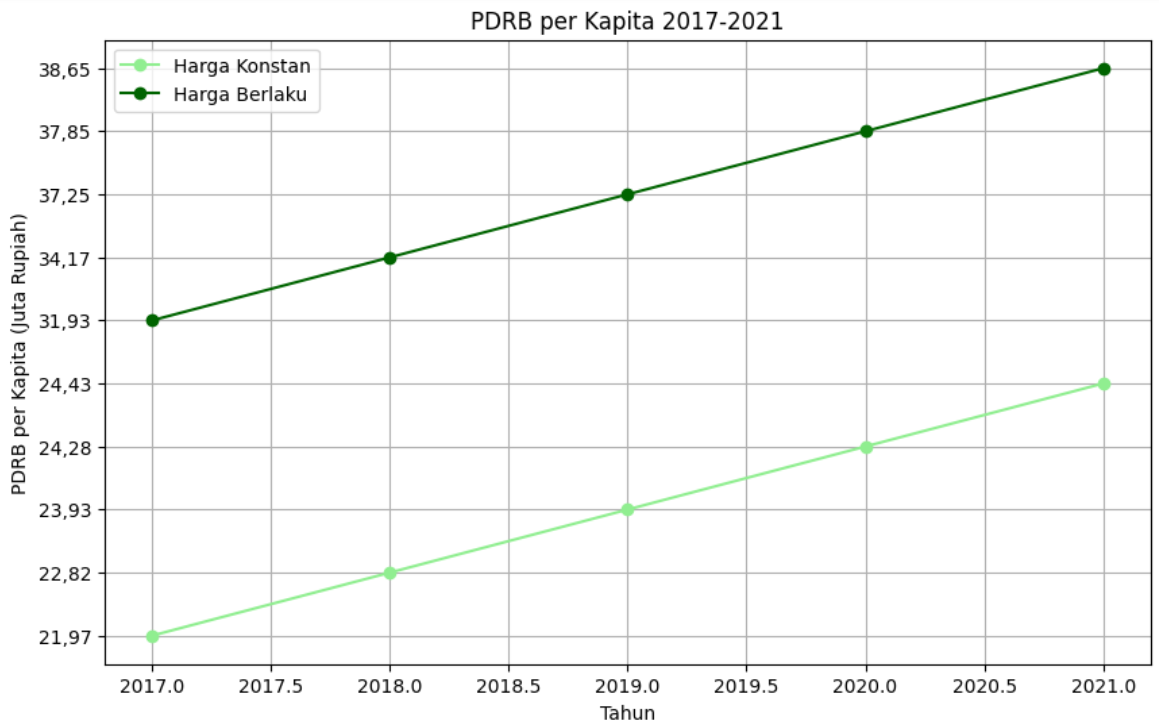 PDRB per Kapita 2017-2021
Harga Konstan
Harga Berlaku
PDRB per Kapita (Juta Rupiah)
38,65
37,85
37,25
34,17
31,93
24,43
24,28
23,93
22,82
21,97
2017.0 2017.5 2018.0 2018.5 2019.0 2019.5 2020.0 2020.5 2021.0
Tahun